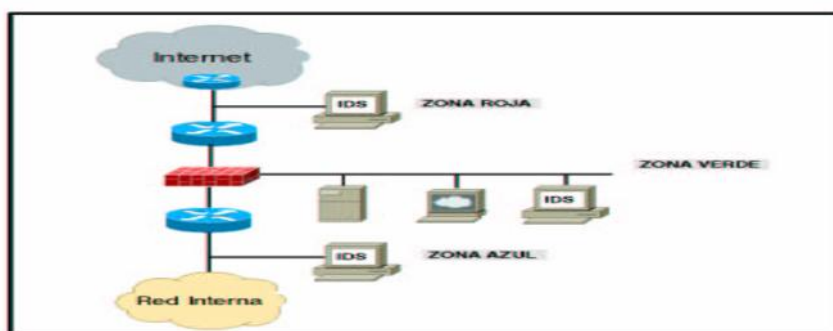 Internet
IDS
ZONA ROJA
ZONA VERDE
IDS
IDS
ZONA AZUL
Red Interna